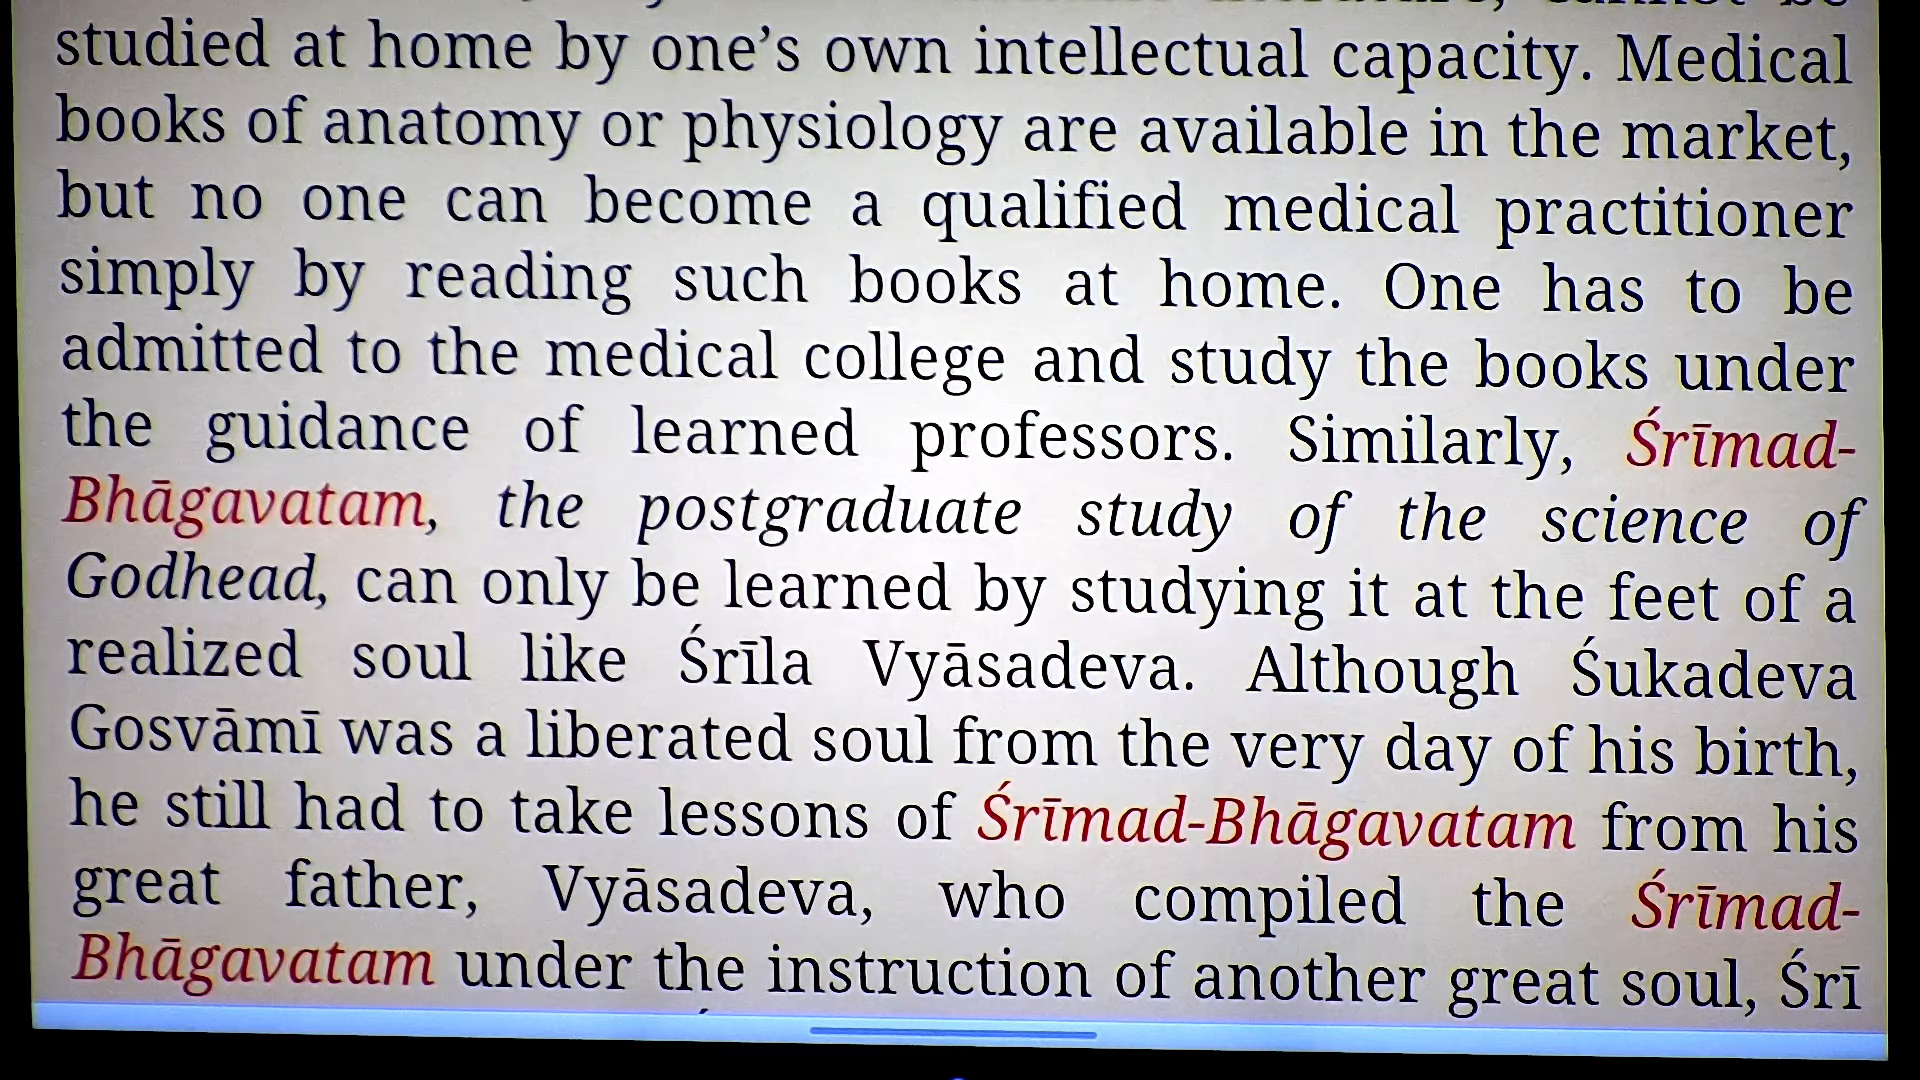 studied at home by one’s own intellectual capacity. Medical
books of anatomy or physiology are available in the market,
but no one can become a qualified medical practitioner
simply by reading such books at home. One has to be
admitted to the medical college and study the books under
the guidance of learned professors. Similarly, Śrīmad-
Bhāgavatam, the postgraduate study of the science of
Godhead, can only be learned by studying it at the feet of a
realized soul like Śrīla Vyāsadeva. Although Śukadeva
Gosvāmī was a liberated soul from the very day of his birth,
he still had to take lessons of Śrīmad-Bhāgavatam from his
great father, Vyāsadeva, who compiled the Śrīmad-
Bhāgavatam under the instruction of another great soul, Śrī